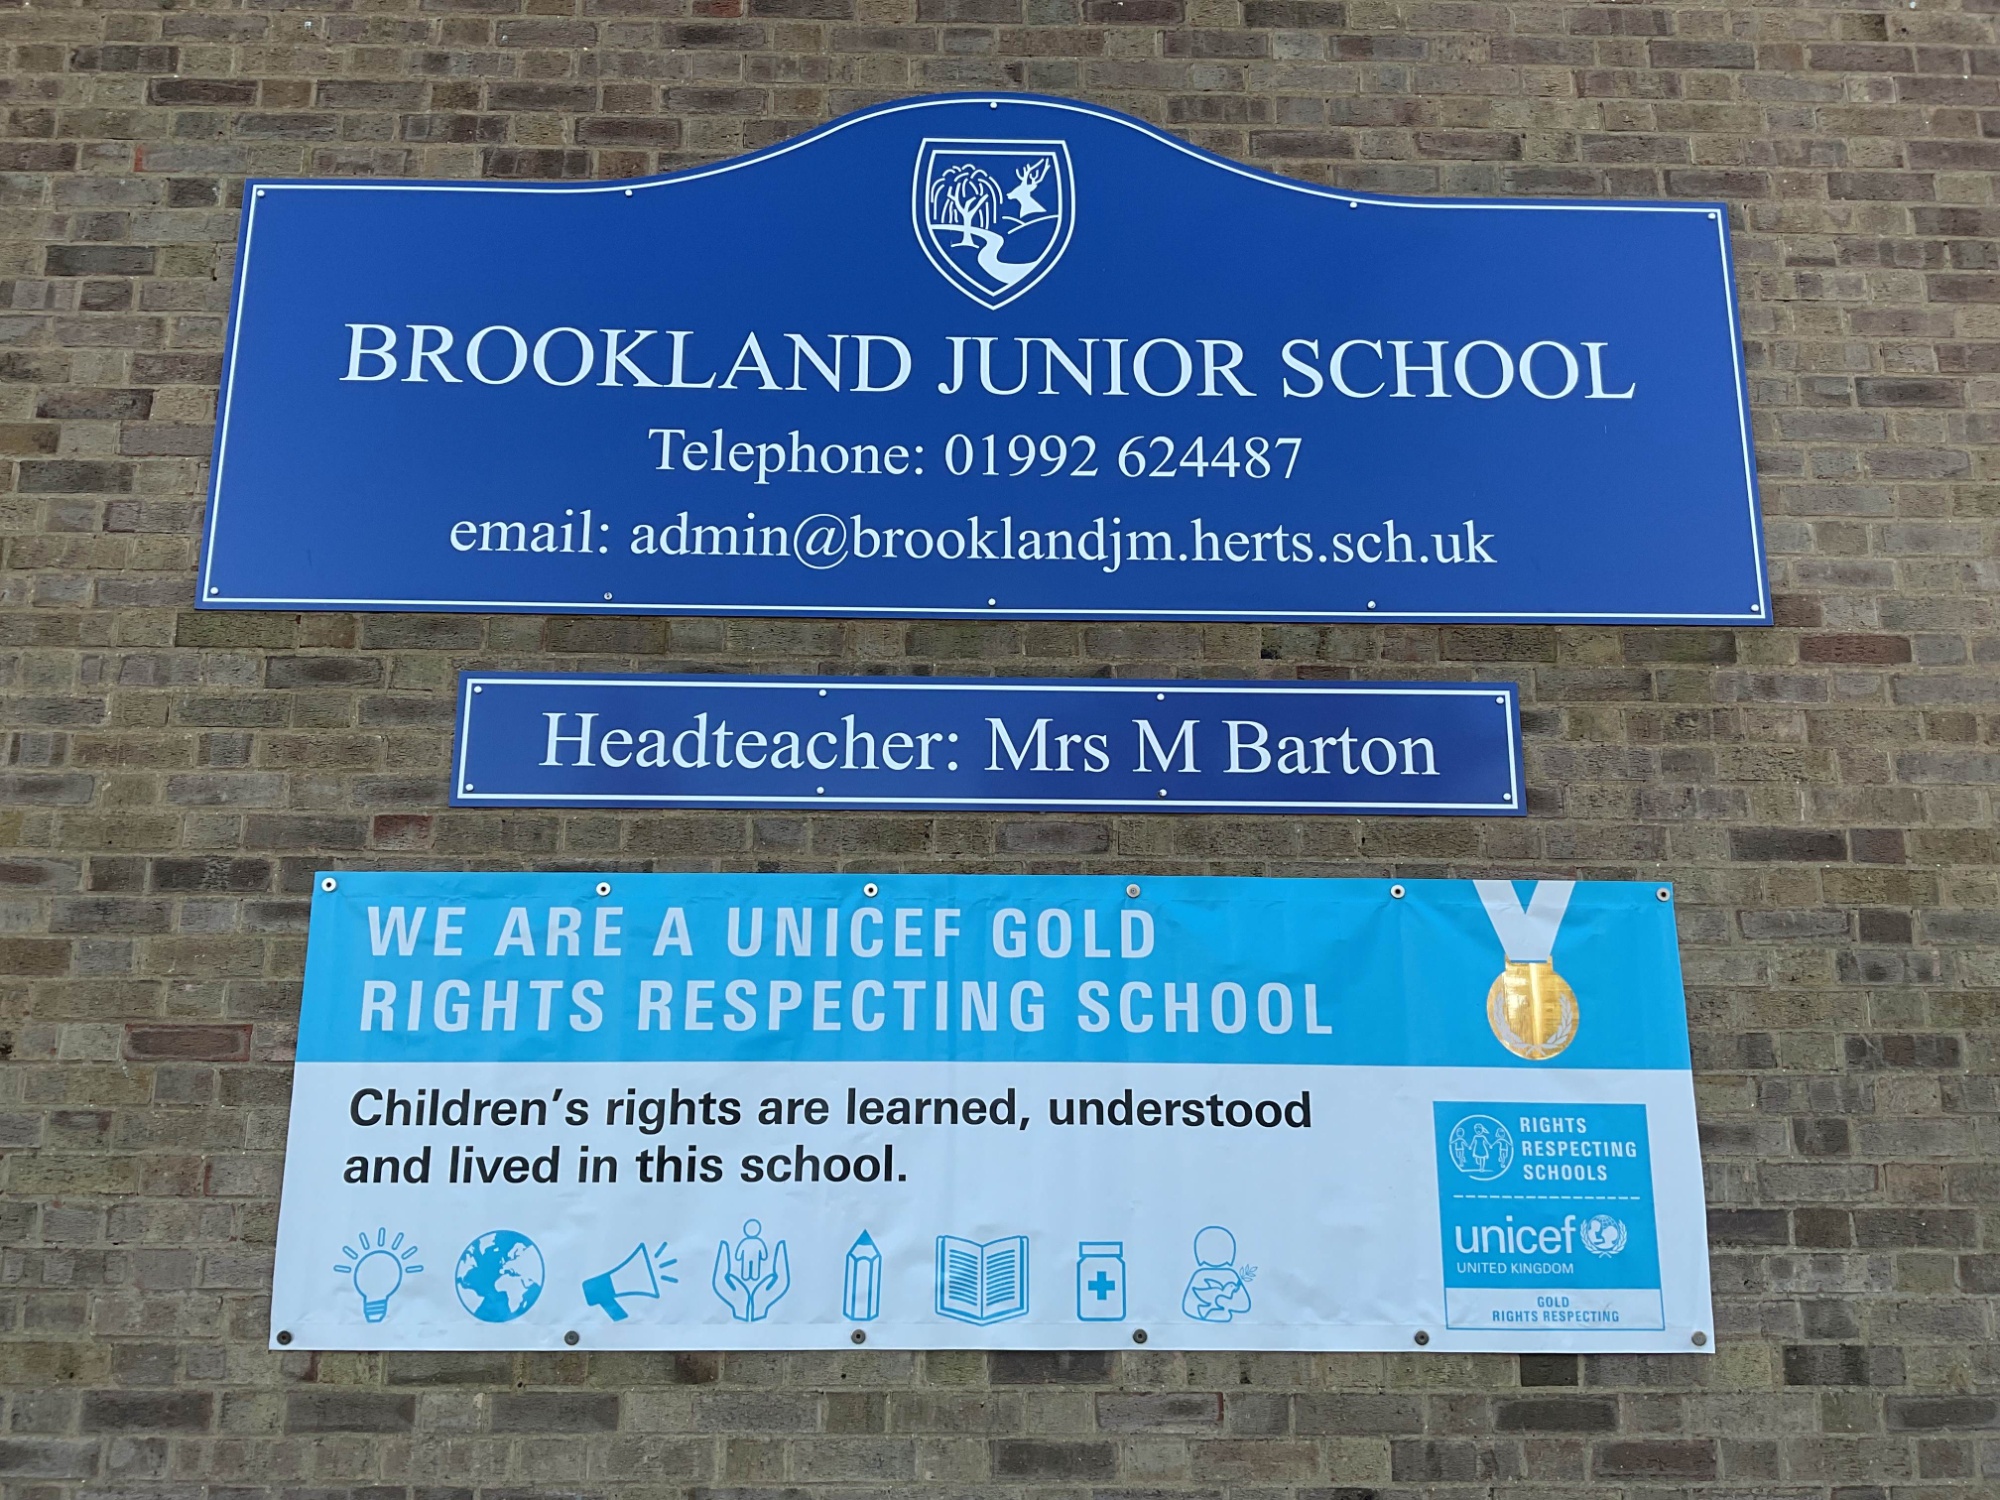 BROOKLAND JUNIOR SCHOOL
Telephone: 01992 624487
email: admin@brooklandjm.herts.sch.uk
Headteacher: Mrs M Barton
WE ARE A UNICEF GOLD
RIGHTS RESPECTING SCHOOL
Children's rights are learned, understood
and lived in this school.
RIGHTS
RESPECTING
SCHOOLS
unicef
UNITED KINGDOM
GOLD
RIGHTS RESPECTING